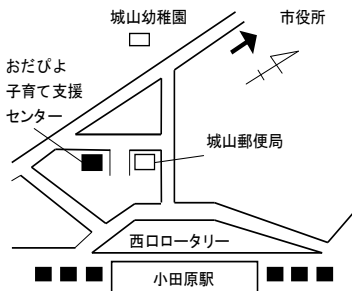 城山幼稚園
市役所
おだぴよ
子育て支援
センター
城山郵便局
西口ロータリー
小田原駅